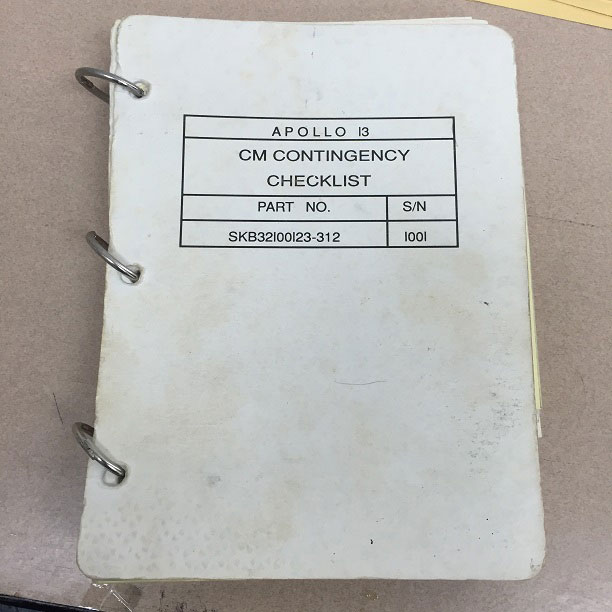 APOLLO 13
CM CONTINGENCY
CHECKLIST
PART NO. S/N
SKB32100123-312 1001